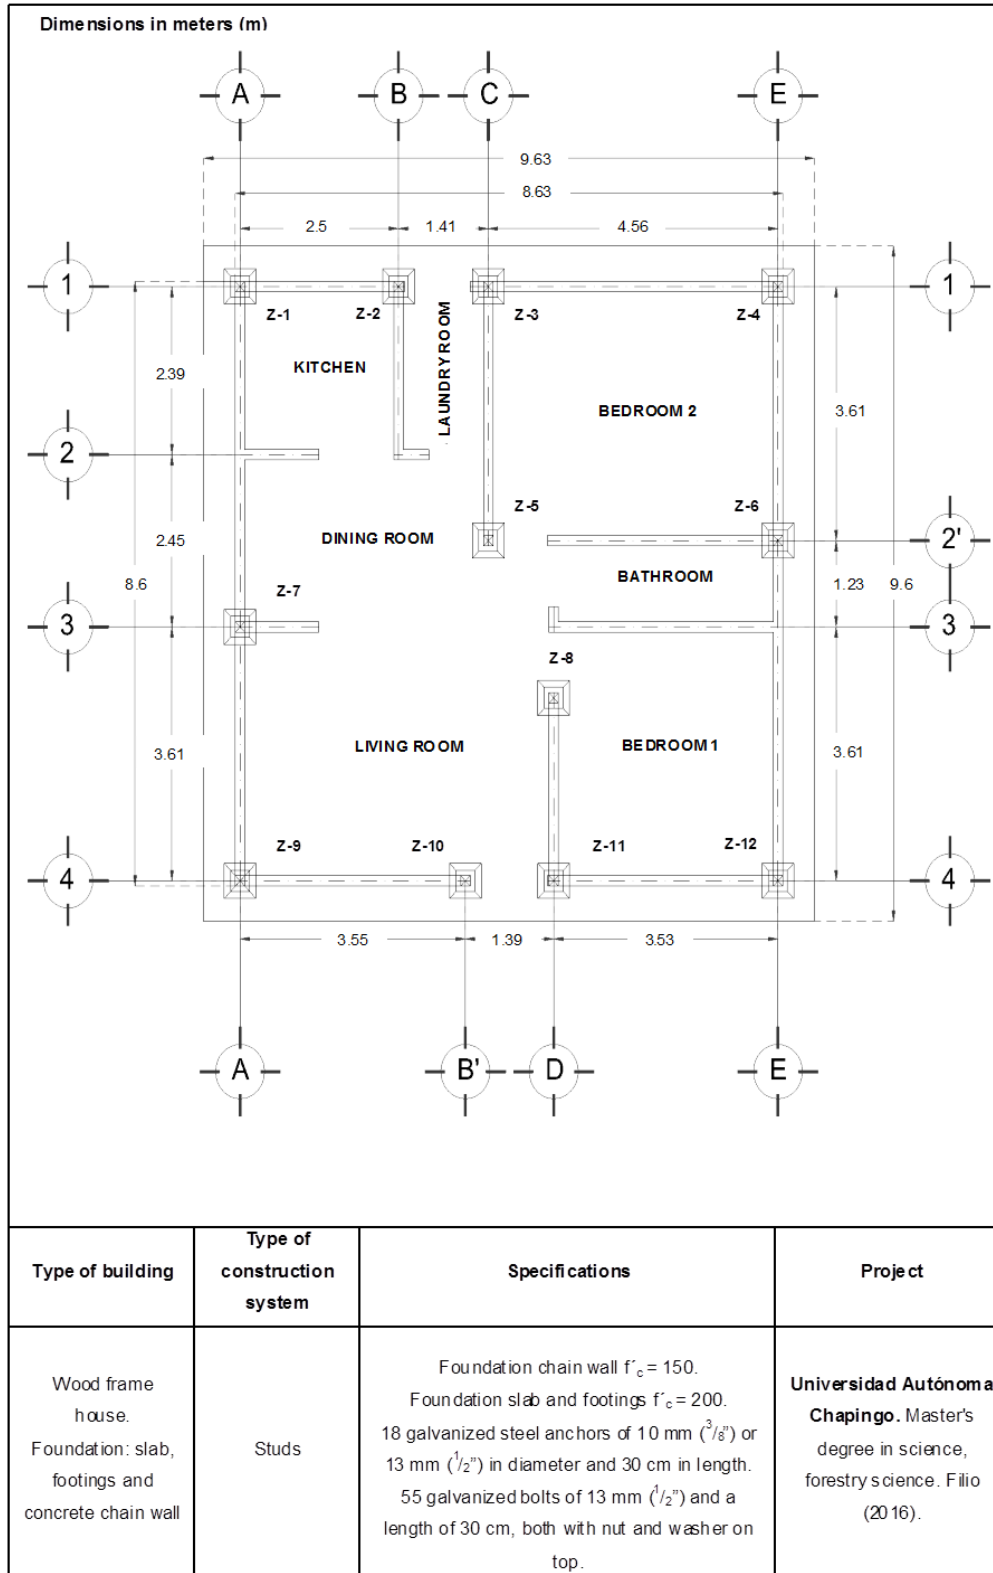 Dimensions in meters (m)
A B C E
9.63
8.63
2.5 1.41 4.56
1 1
Z-1 Z-2 Z-3 Z-4
KITCHEN
LAUNDRY ROOM
2.39
BEDROOM 2
3.61
2
Z-5 Z-6
DINING ROOM
2'
2.45
BATHROOM
8.6
1.23 9.6
Z-7
3 3
Z-8
LIVING ROOM
BEDROOM 1
3.61
3.61
Z-9 Z-10 Z-11 Z-12
4 4
3.55 1.39 3.53
A B' D E
Type of building
Type of
construction
system
Specifications
Project
Wood frame
house.
Foundation: slab,
footings and
concrete chain wall
Studs
Foundation chain wall f´c = 150.
Foundation slab and footings f´c = 200.
18 galvanized steel anchors of 10 mm (3/8") or
13 mm (1/2") in diameter and 30 cm in length.
55 galvanized bolts of 13 mm (1/2") and a
length of 30 cm, both with nut and washer on
top.
Universidad Autónoma
Chapingo. Master's
degree in science,
forestry science. Filio
(2016).